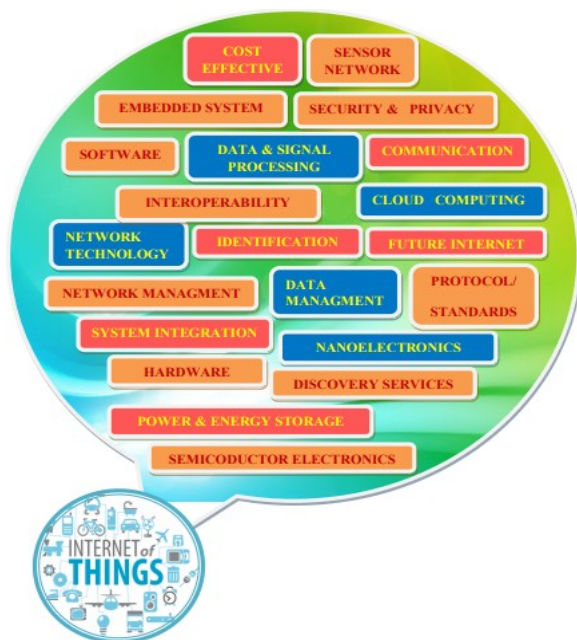 COST
EFFECTIVE
SENSOR
NETWORK
EMBEDDED SYSTEM
SECURITY & PRIVACY
SOFTWARE
DATA & SIGNAL
PROCESSING
COMMUNICATION
INTEROPERABILITY
CLOUD COMPUTING
NETWORK
TECHNOLOGY
IDENTIFICATION
FUTURE INTERNET
NETWORK MANAGMENT
DATA
MANAGMENT
PROTOCOL/
STANDARDS
SYSTEM INTEGRATION
NANOELECTRONICS
HARDWARE
DISCOVERY SERVICES
POWER & ENERGY STORAGE
SEMICODUCTOR ELECTRONICS
INTERNET of
THINGS